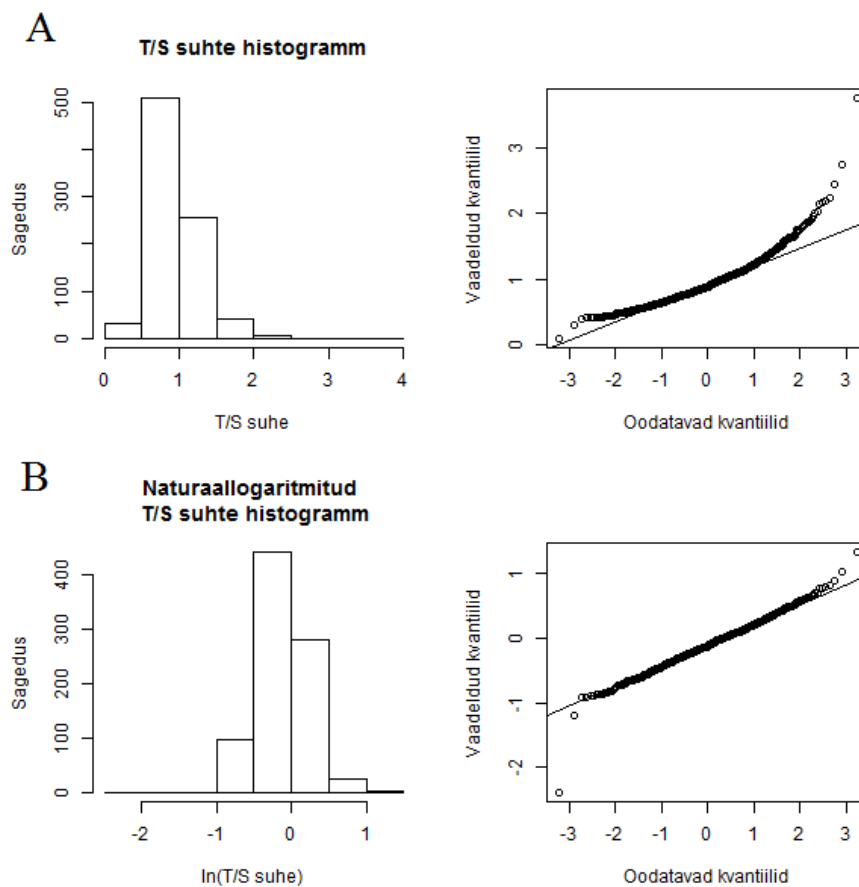 A
T/S suhte histogramm
Sagedus
0
100
300
500
0 1 2 3 4
T/S suhe
Vaadeldud kvantiilid
0
1
2
3
-3 -2 -1 0 1 2 3
Oodatavad kvantiilid
B
Naturaallogaritmitud
T/S suhte histogramm
Sagedus
0
100
200
300
400
-2 -1 0 1
ln(T/S suhe)
Vaadeldud kvantiilid
-2
-1
0
1
-3 -2 -1 0 1 2 3
Oodatavad kvantiilid